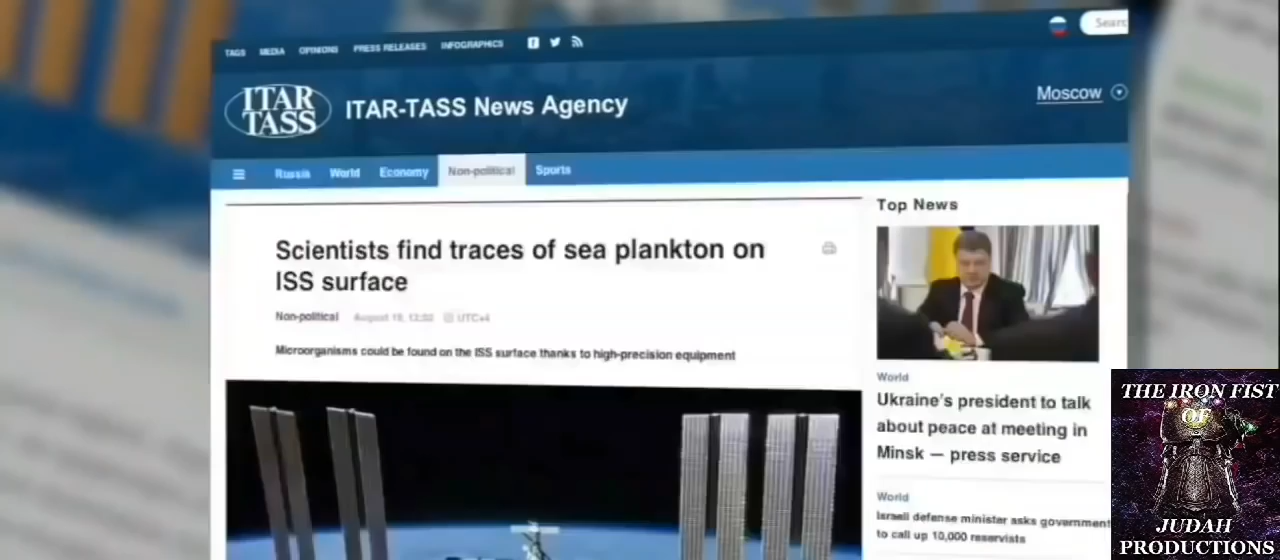 TAGS MEDIA OPINIONS PRESS RELEASES INFOGRAPHICS
Searc
ITAR
TASS
ITAR-TASS News Agency
Moscow
Russia World Economy Non-political Sports
Scientists find traces of sea plankton on
ISS surface
Non-political August UTC+4
Microorganisms could be found on the ISS surface thanks to high-precision equipment
Top News
World
Ukraine's president to talk
about peace at meeting in
Minsk — press service
World
Israeli defense minister asks government
to call up 10,000 reservists
THE IRON FIST
OF
JUDAH
PRODUCTIONS